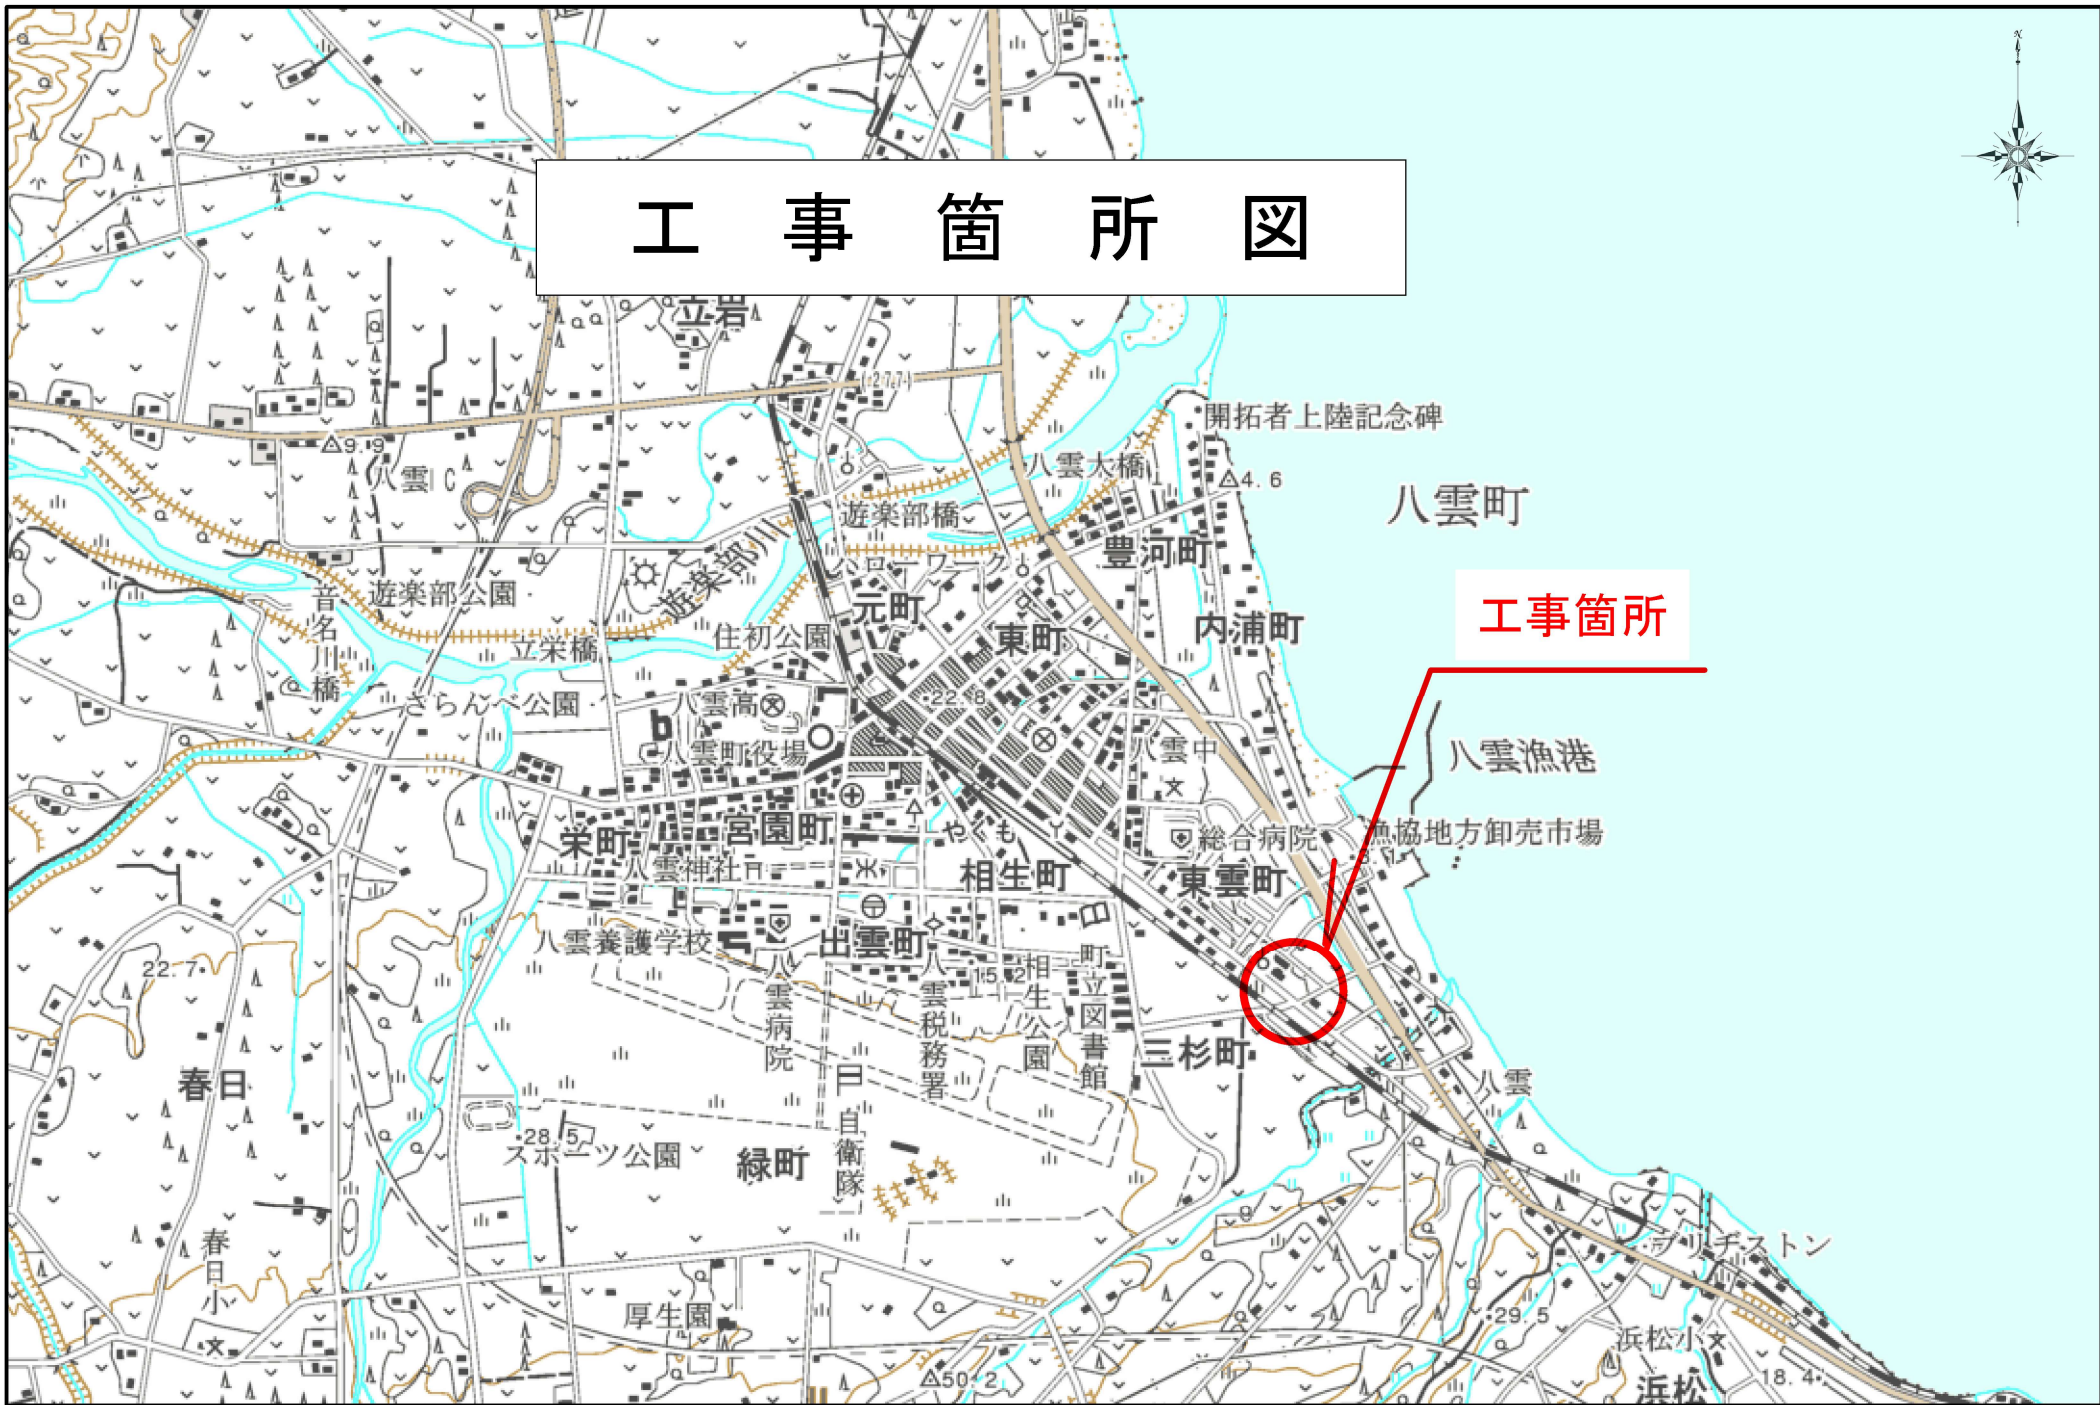 工事箇所図
N
立岩
(277)
開拓者上陸記念碑
9.9
八雲IC
八雲大橋
4.6
八雲町
遊楽部橋
遊楽部川
豊河町
ハローワーク
遊楽部公園
音名川橋
元町
東町
内浦町
工事箇所
住初公園
立栄橋
さらんべ公園
八雲高
22.8
八雲町役場
八雲中
八雲漁港
栄町
宮園町
やくも
総合病院
漁協地方卸売市場
3.1
八雲神社
相生町
東雲町
八雲養護学校
出雲町
22.7
八雲病院
八雲税務署
15.2
相生公園
町立図書館
三杉町
春日
八雲
自衛隊
28.5
スポーツ公園
緑町
春日小
ブリヂストン
厚生園
29.5
浜松小
50.2
18.4
浜松